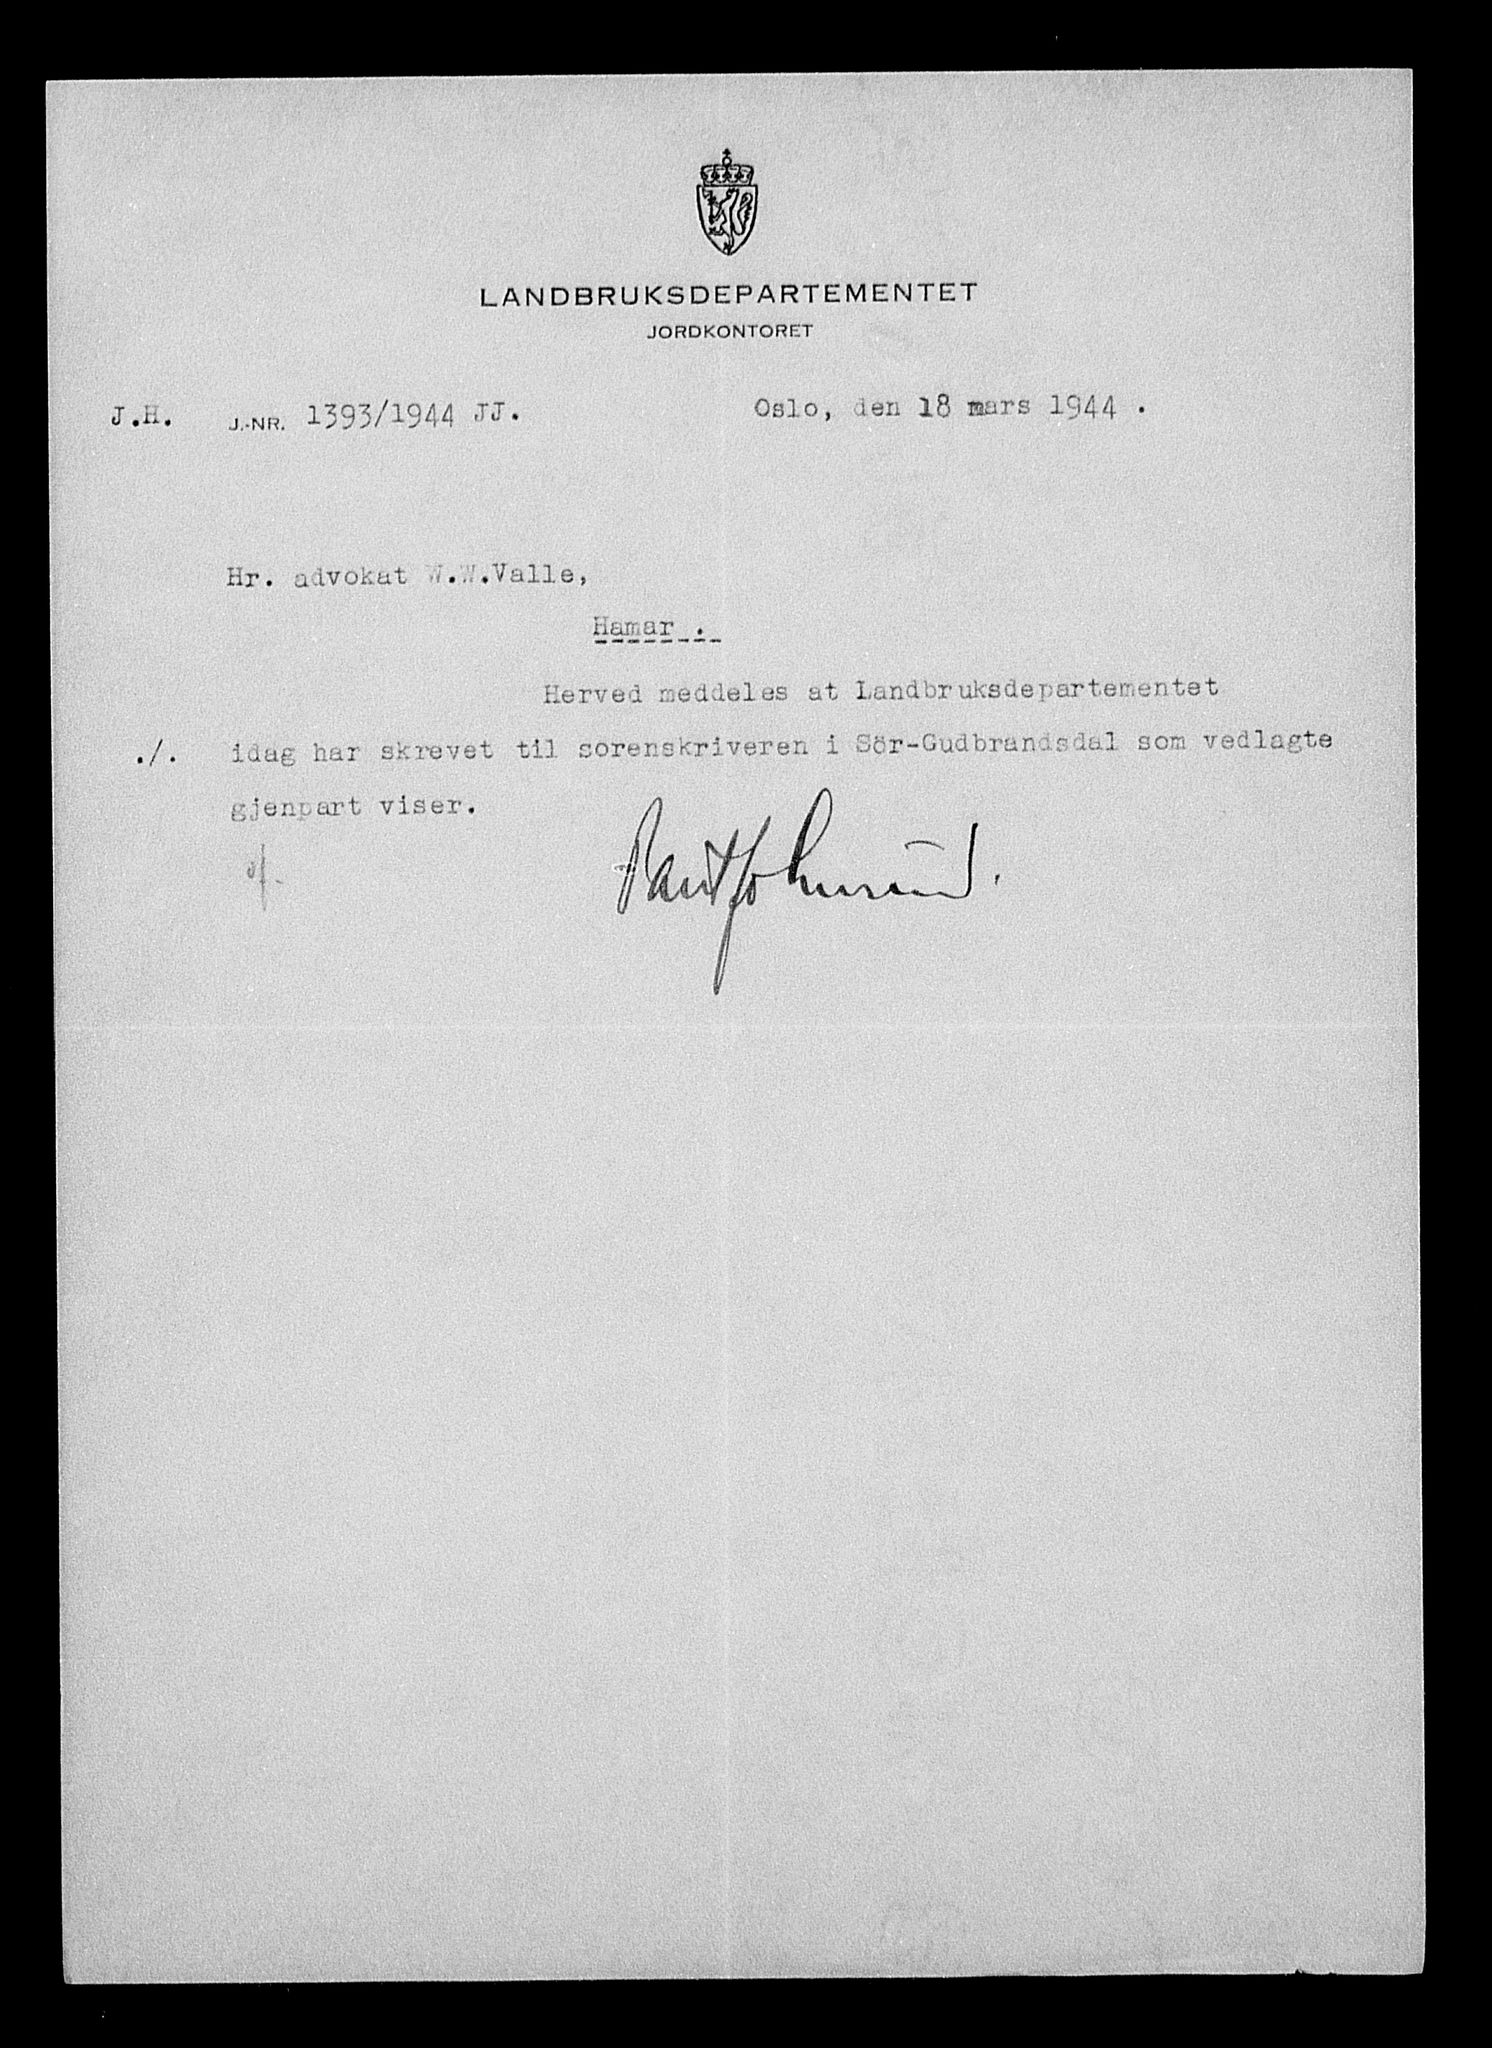 LANDBRUKSDEPARTEMENTET
JORDKONTORET
J.H. J.-NR. 1393/1944 JJ. Oslo, den 18 mars 1944 .
Hr. advokat W.W.Valle,
Hamar .
Herved meddeles at Landbruksdepartementet
./. idag har skrevet til sorenskriveren i Sör-Gudbrandsdal som vedlagte
gjenpart viser.